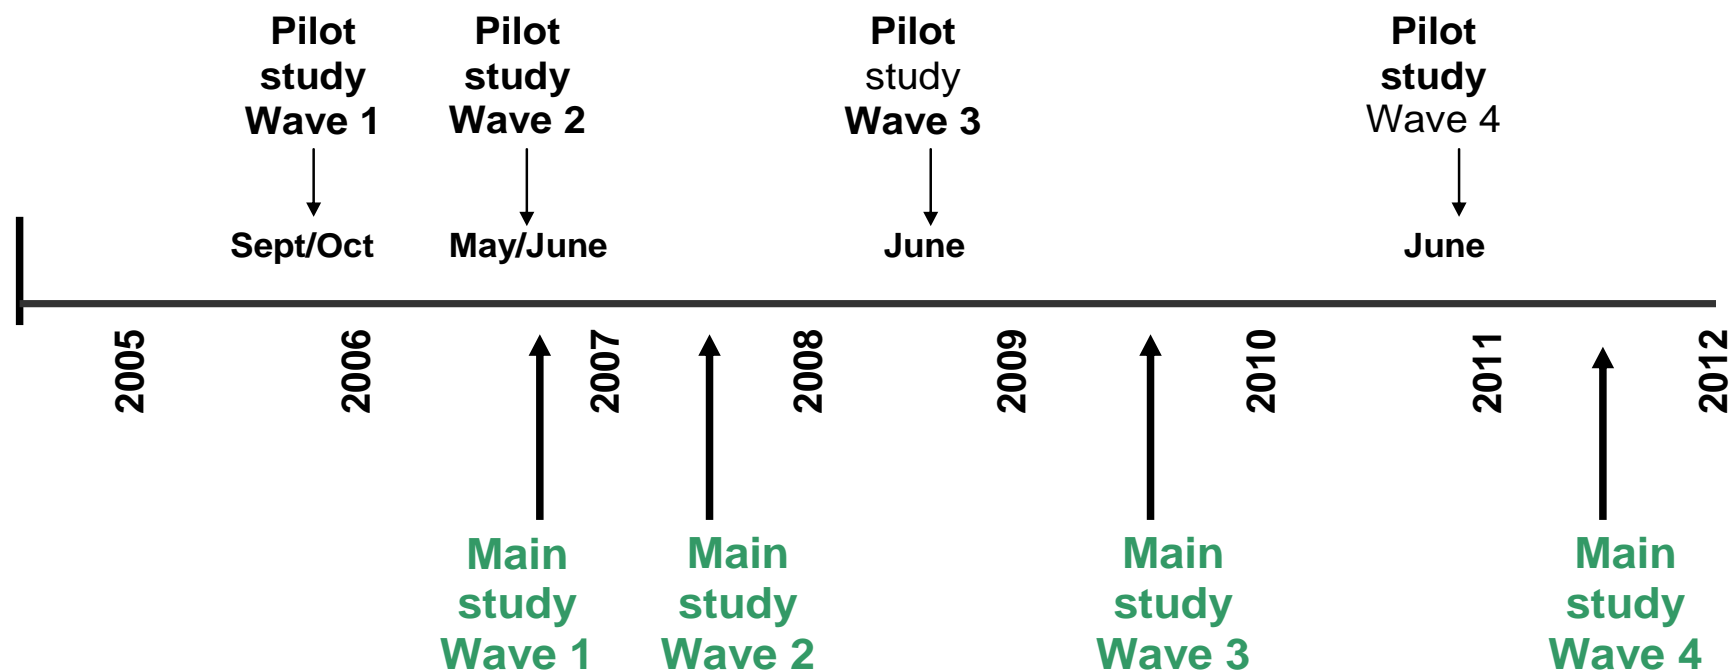 Pilot
study
Wave 1
Pilot
study
Wave 2
Pilot
study
Wave 3
Pilot
study
Wave 4
Sept/Oct
May/June
June
June
2005
2006
2007
2008
2009
2010
2011
2012
Main
study
Wave 1
Main
study
Wave 2
Main
study
Wave 3
Main
study
Wave 4